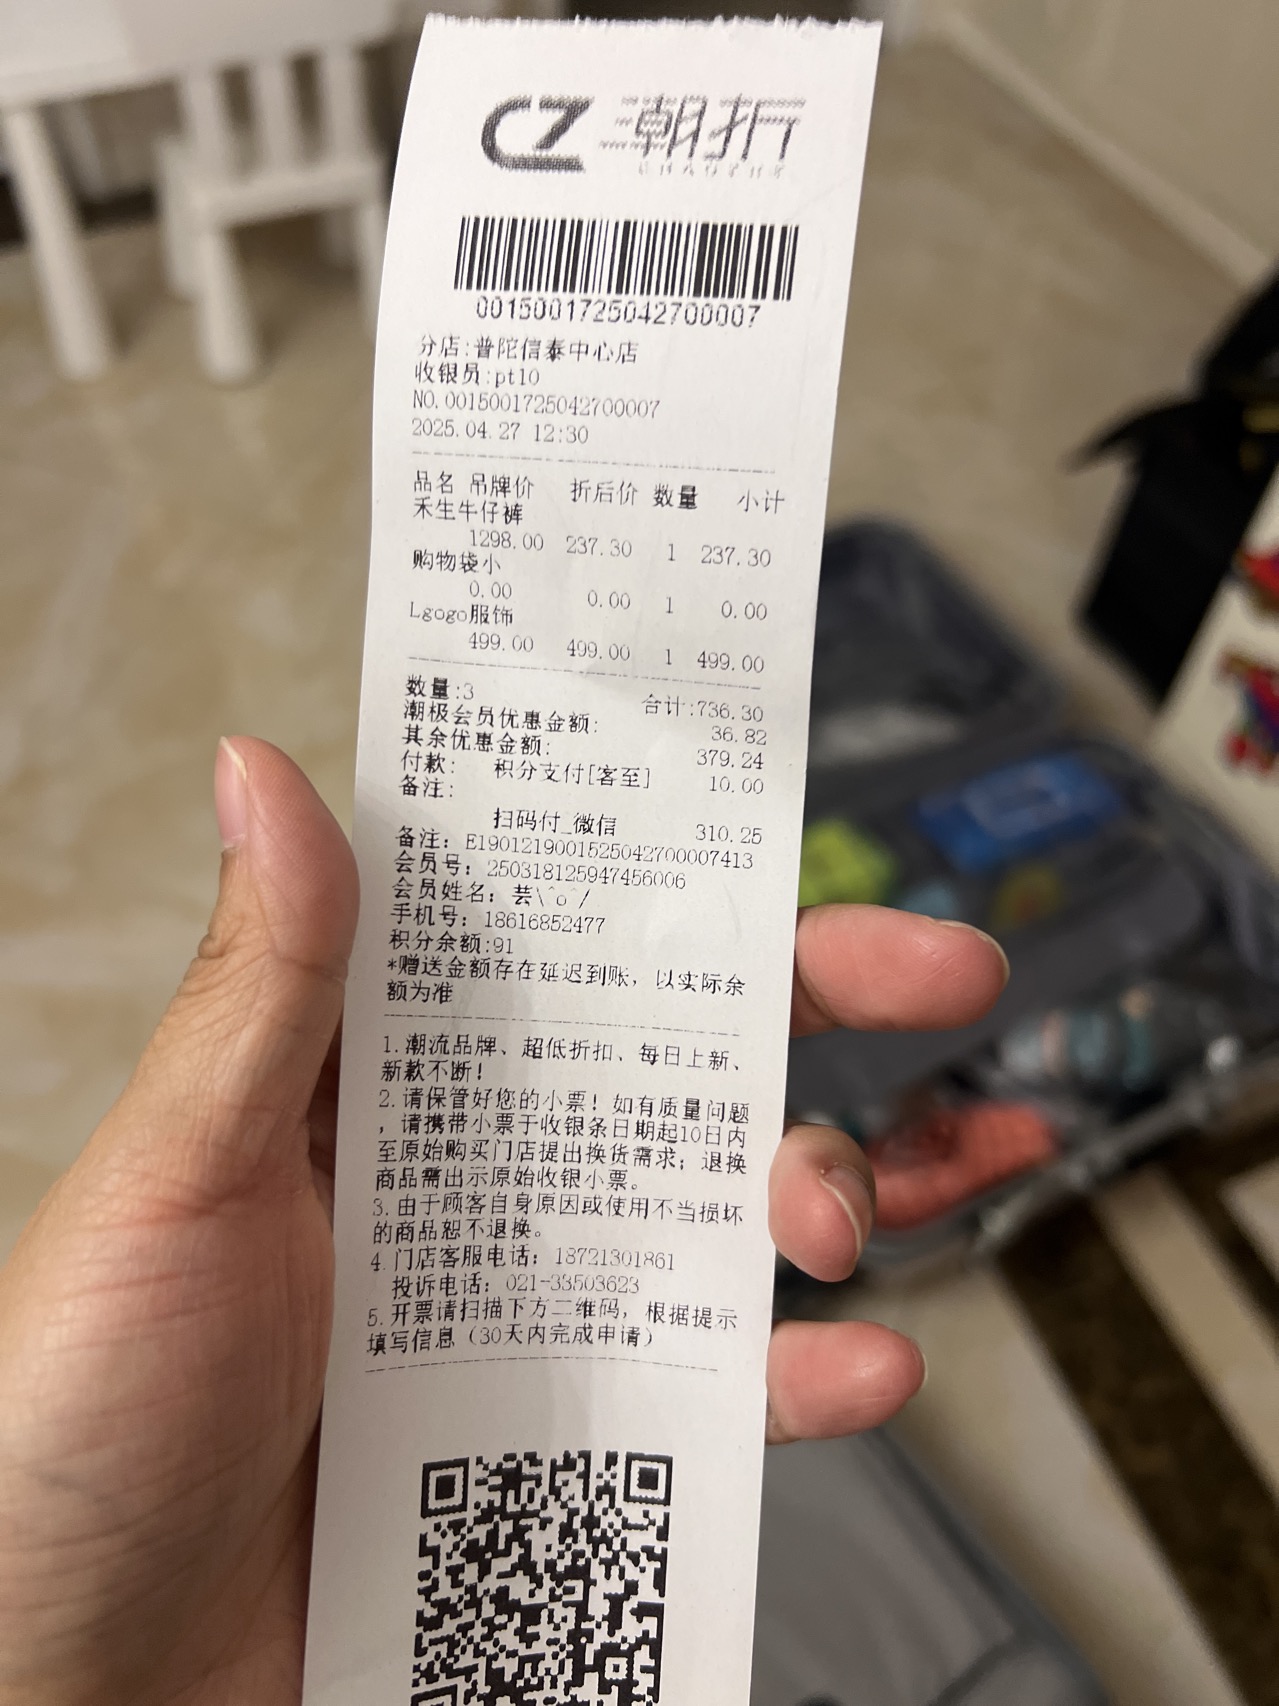 CZ 潮折
CHAOZHE
0015001725042700007
分店:普陀信泰中心店
收银员:pt10
NO.0015001725042700007
2025.04.27 12:30
品名 吊牌价 折后价 数量 小计
禾生牛仔裤
1298.00 237.30 1 237.30
购物袋小
0.00 0.00 1 0.00
Lgogo服饰
499.00 499.00 1 499.00
数量:3 合计:736.30
潮极会员优惠金额: 36.82
其余优惠金额: 379.24
付款: 积分支付[客至] 10.00
备注:
扫码付_微信 310.25
备注: E1901219001525042700007413
会员号: 250318125947456006
会员姓名: 芸\^o^/
手机号: 18616852477
积分余额:91
*赠送金额存在延迟到账, 以实际余
额为准
1.潮流品牌、超低折扣、每日上新、
新款不断!
2.请保管好您的小票! 如有质量问题
, 请携带小票于收银条日期起10日内
至原始购买门店提出换货需求; 退换
商品需出示原始收银小票。
3.由于顾客自身原因或使用不当损坏
的商品恕不退换。
4.门店客服电话: 18721301861
投诉电话: 021-33503623
5.开票请扫描下方二维码, 根据提示
填写信息 (30天内完成申请)